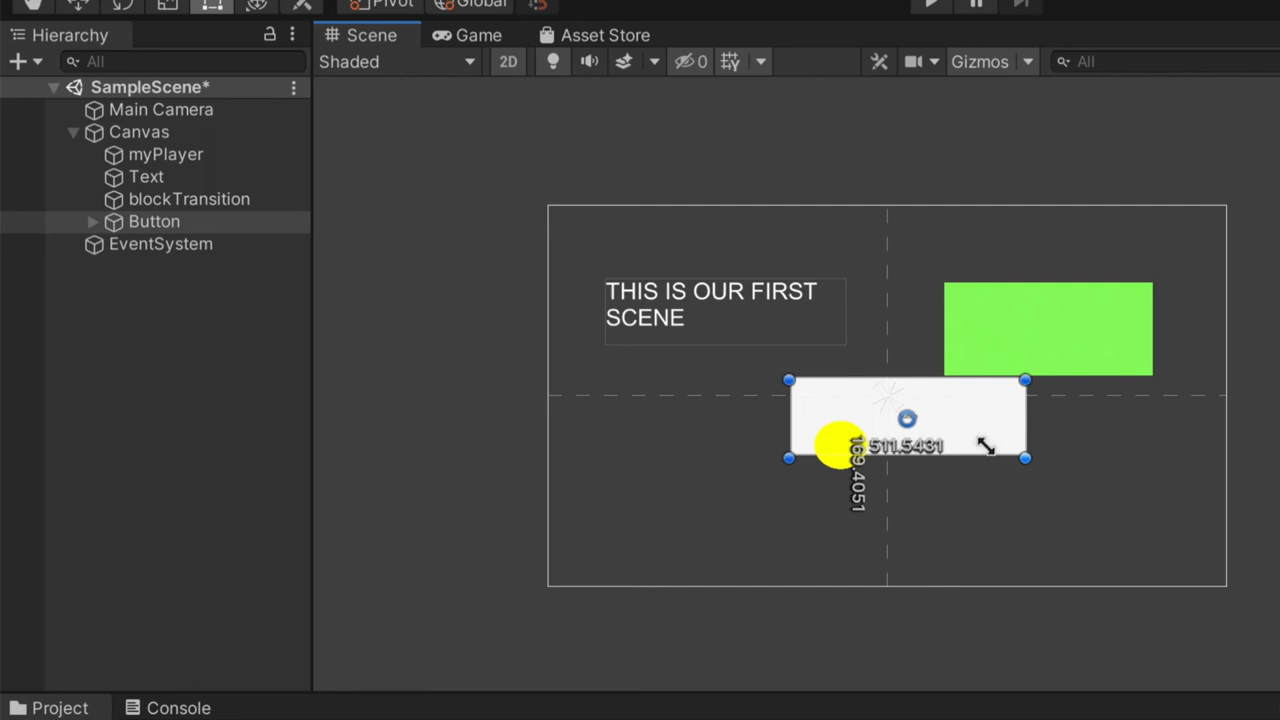 Pivot
Global
Hierarchy
Scene
Game
Asset Store
All
Shaded
2D
0
Gizmos
All
SampleScene*
Main Camera
Canvas
myPlayer
Text
blockTransition
Button
EventSystem
THIS IS OUR FIRST
SCENE
511.5431
169.4051
Project
Console